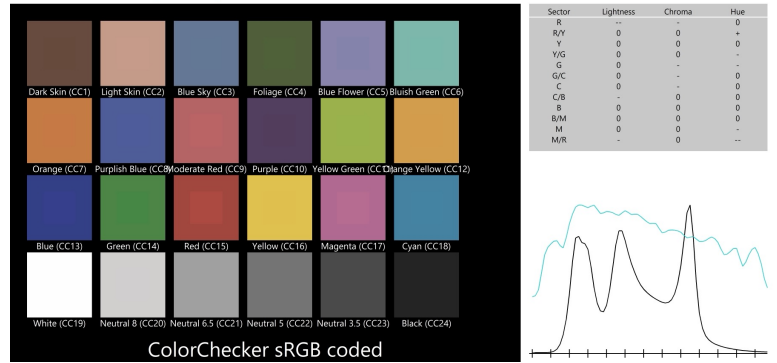 Dark Skin (CC1) Light Skin (CC2) Blue Sky (CC3) Foliage (CC4) Blue Flower (CC5) Bluish Green (CC6)
Orange (CC7) Purplish Blue (CC8) Moderate Red (CC9) Purple (CC10) Yellow Green (CC11) Orange Yellow (CC12)
Blue (CC13) Green (CC14) Red (CC15) Yellow (CC16) Magenta (CC17) Cyan (CC18)
White (CC19) Neutral 8 (CC20) Neutral 6.5 (CC21) Neutral 5 (CC22) Neutral 3.5 (CC23) Black (CC24)
ColorChecker sRGB coded
Sector Lightness Chroma Hue
R -- - 0
R/Y 0 0 +
Y 0 0 0
Y/G 0 0 -
G 0 - -
G/C 0 - 0
C 0 - 0
C/B - 0 0
B 0 0 0
B/M 0 0 0
M 0 0 -
M/R - 0 --